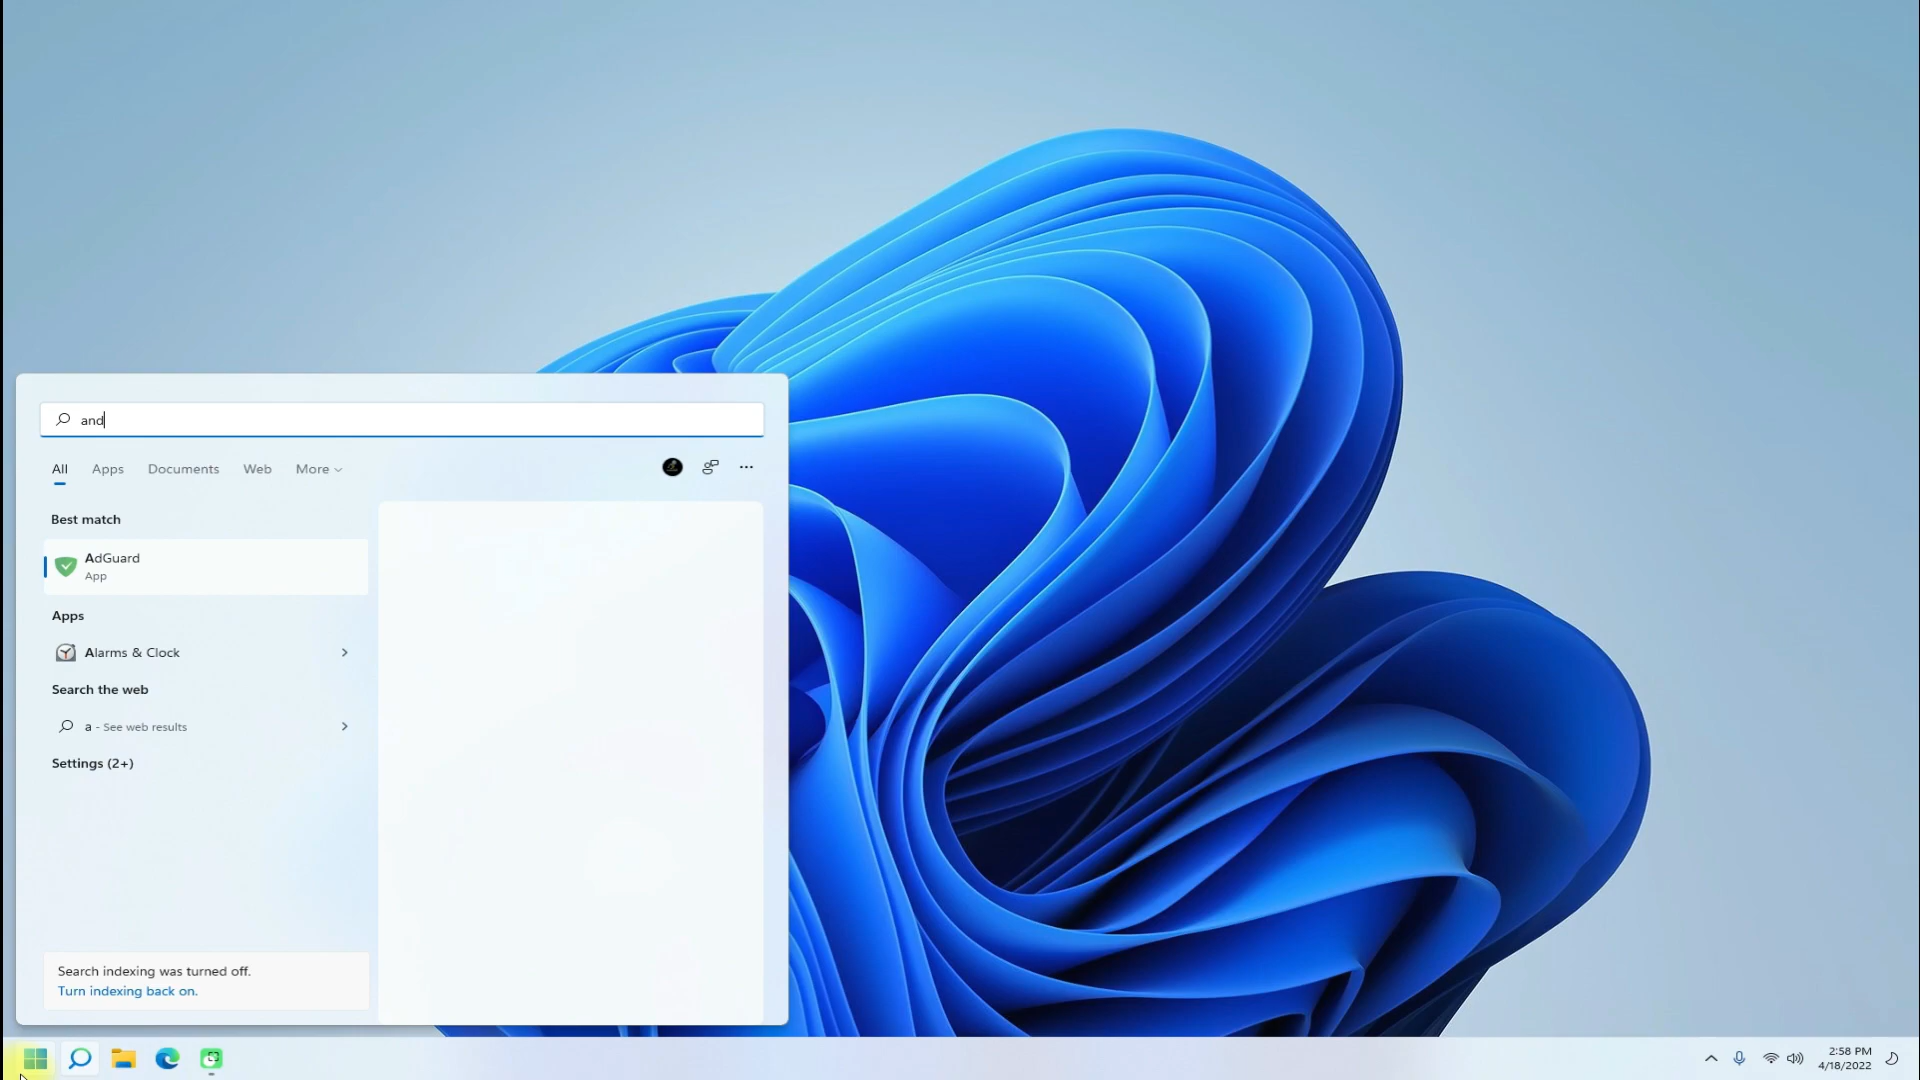 and
All Apps Documents Web More
Best match
AdGuard
App
Apps
Alarms & Clock
Search the web
a - See web results
Settings (2+)
Search indexing was turned off.
Turn indexing back on.
2:58 PM
4/18/2022